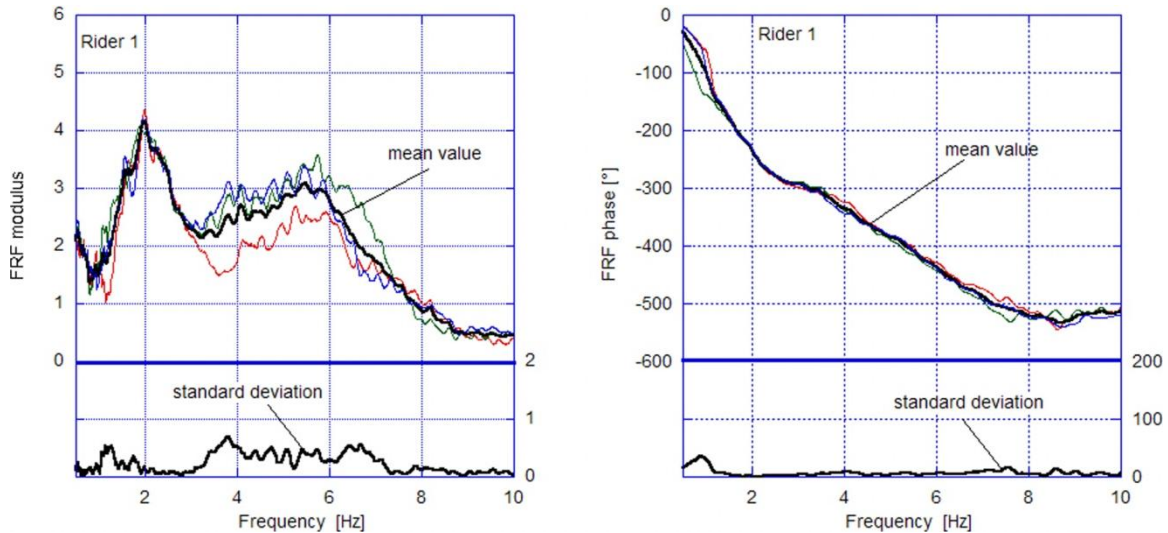 Rider 1
FRF modulus
6
5
4
3
2
1
0
mean value
2
1
0
standard deviation
2 4 6 8 10
Frequency [Hz]
Rider 1
FRF phase [°]
0
-100
-200
-300
-400
-500
-600
mean value
200
100
0
standard deviation
2 4 6 8 10
Frequency [Hz]